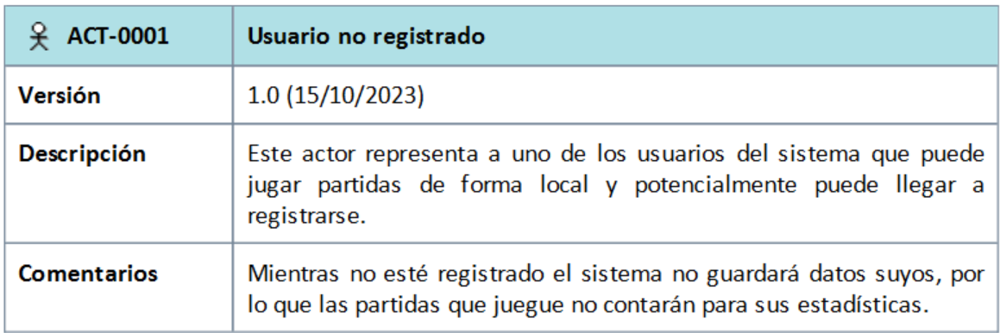 ACT-0001 Usuario no registrado
Versión 1.0 (15/10/2023)
Descripción Este actor representa a uno de los usuarios del sistema que puede
jugar partidas de forma local y potencialmente puede llegar a
registrarse.
Comentarios Mientras no esté registrado el sistema no guardará datos suyos, por
lo que las partidas que juegue no contarán para sus estadísticas.